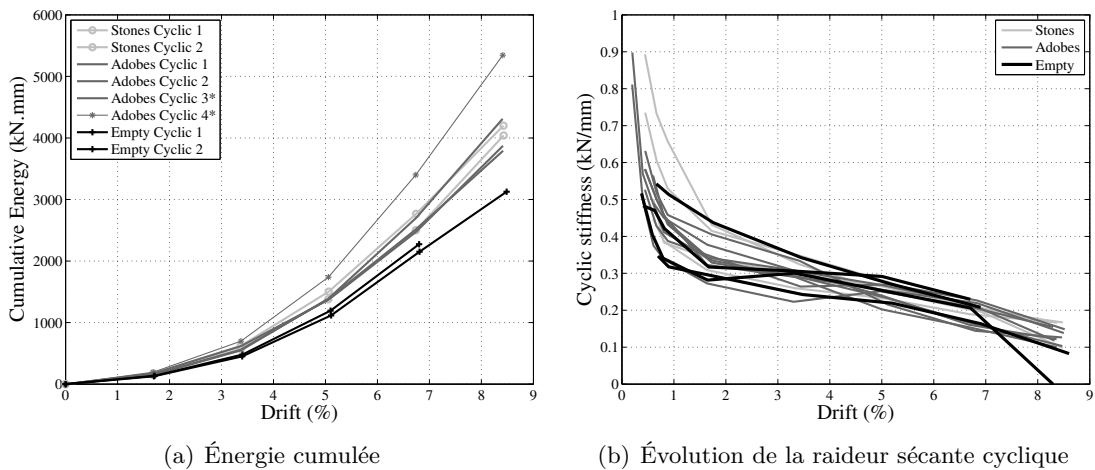 Stones Cyclic 1
Stones Cyclic 2
Adobes Cyclic 1
Adobes Cyclic 2
Adobes Cyclic 3*
Adobes Cyclic 4*
Empty Cyclic 1
Empty Cyclic 2
Cumulative Energy (kN.mm)
6000
5000
4000
3000
2000
1000
0
0 1 2 3 4 5 6 7 8 9
Drift (%)
(a) Énergie cumulée
Stones
Adobes
Empty
Cyclic stiffness (kN/mm)
1
0.9
0.8
0.7
0.6
0.5
0.4
0.3
0.2
0.1
0
0 1 2 3 4 5 6 7 8 9
Drift (%)
(b) Évolution de la raideur sécante cyclique